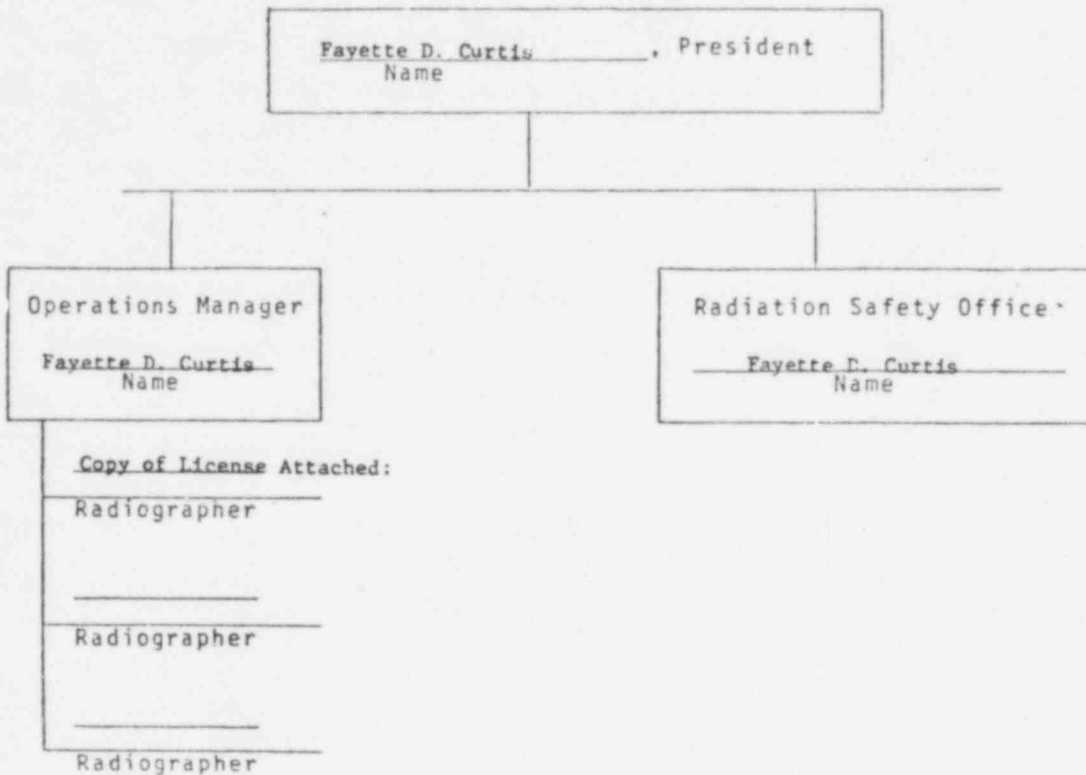 Fayette D. Curtis, President
Name
Operations Manager
Fayette D. Curtis
Name
Radiation Safety Office
Fayette D. Curtis
Name
Copy of License Attached:
Radiographer
Radiographer
Radiographer